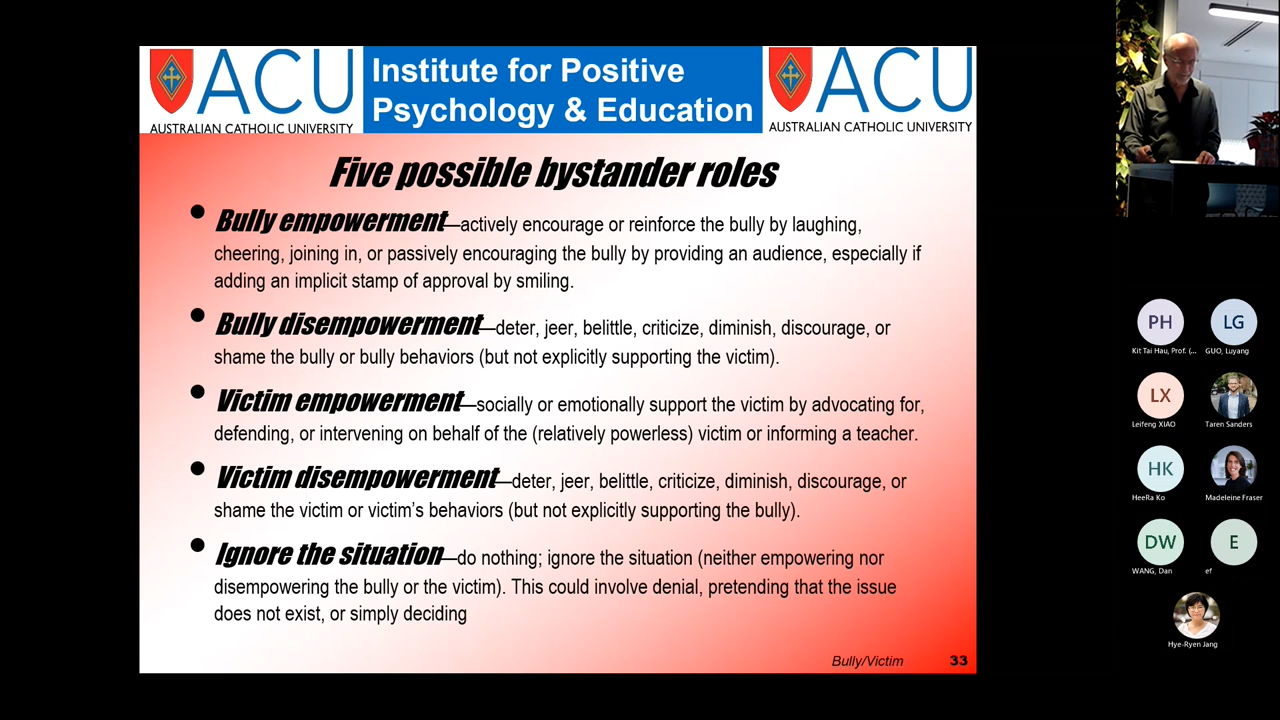 ACU
AUSTRALIAN CATHOLIC UNIVERSITY
Institute for Positive
Psychology & Education
ACU
AUSTRALIAN CATHOLIC UNIVERSITY
Five possible bystander roles
• Bully empowerment—actively encourage or reinforce the bully by laughing,
cheering, joining in, or passively encouraging the bully by providing an audience, especially if
adding an implicit stamp of approval by smiling.
• Bully disempowerment—deter, jeer, belittle, criticize, diminish, discourage, or
shame the bully or bully behaviors (but not explicitly supporting the victim).
• Victim empowerment—socially or emotionally support the victim by advocating for,
defending, or intervening on behalf of the (relatively powerless) victim or informing a teacher.
• Victim disempowerment—deter, jeer, belittle, criticize, diminish, discourage, or
shame the victim or victim's behaviors (but not explicitly supporting the bully).
• Ignore the situation—do nothing; ignore the situation (neither empowering nor
disempowering the bully or the victim). This could involve denial, pretending that the issue
does not exist, or simply deciding
Bully/Victim 33
PH LG
Kit Tai Hau, Prof. (... GUO, Luyang
LX
Leifeng XIAO Taren Sanders
HK
HeeRa Ko Madeleine Fraser
DW E
WANG, Dan ef
Hye-Ryen Jang